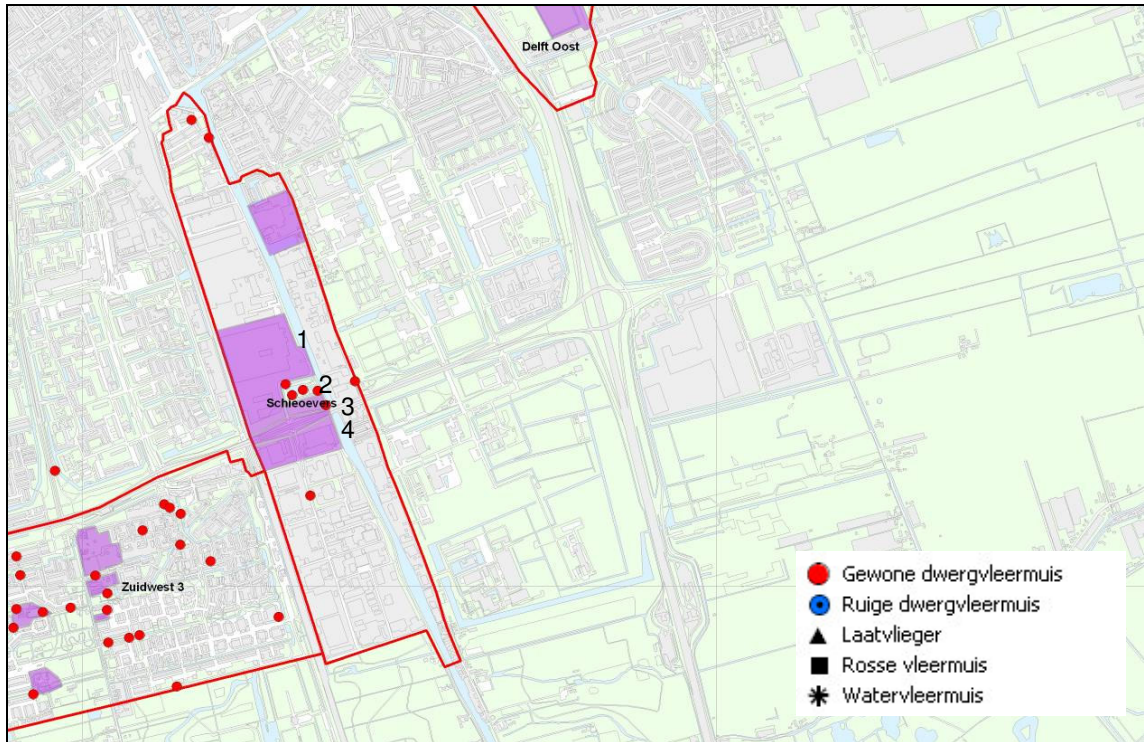 Delft Oost
1
2
Schieoevers
3
4
Zuidwest 3
Gewone dwergvleermuis
Ruige dwergvleermuis
Laatvlieger
Rosse vleermuis
Watervleermuis